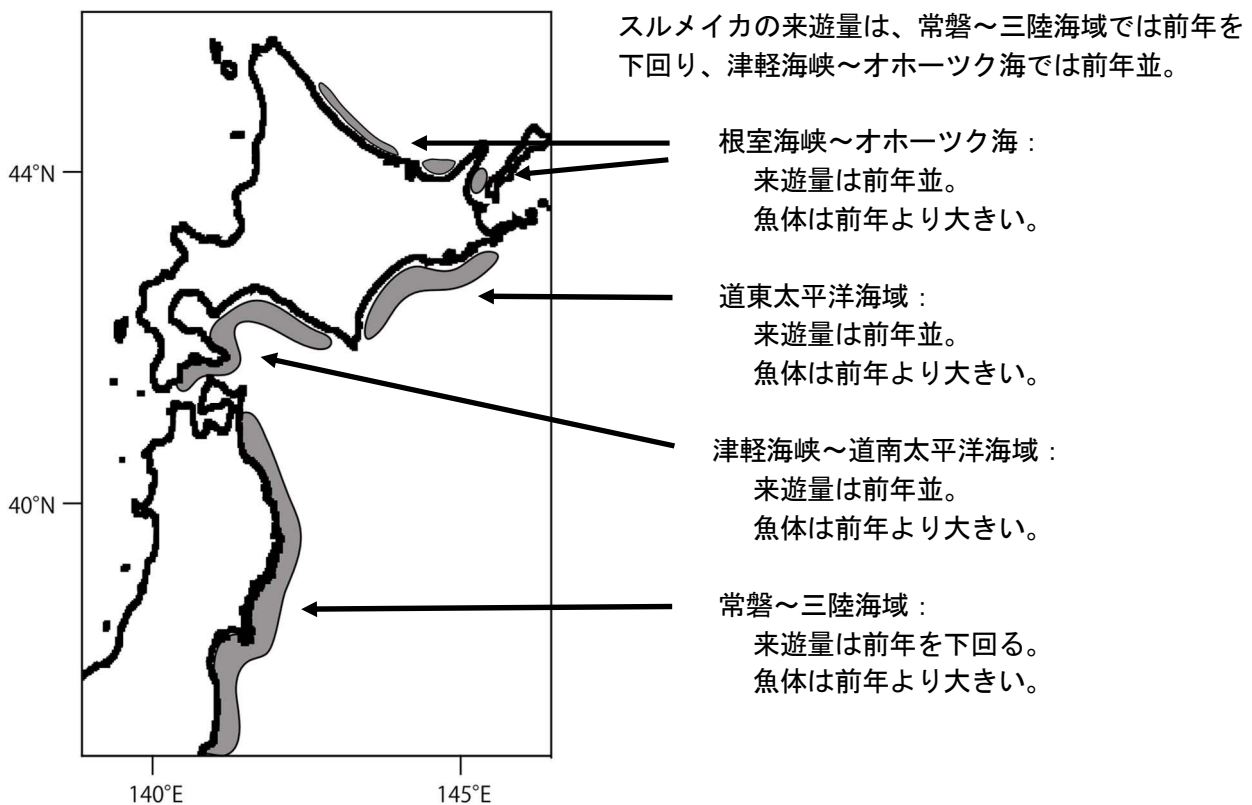 スルメイカの来遊量は、常磐～三陸海域では前年を
下回り、津軽海峡～オホーツク海では前年並。
根室海峡～オホーツク海：
来遊量は前年並。
魚体は前年より大きい。
道東太平洋海域：
来遊量は前年並。
魚体は前年より大きい。
津軽海峡～道南太平洋海域：
来遊量は前年並。
魚体は前年より大きい。
常磐～三陸海域：
来遊量は前年を下回る。
魚体は前年より大きい。
44°N
40°N
140°E
145°E